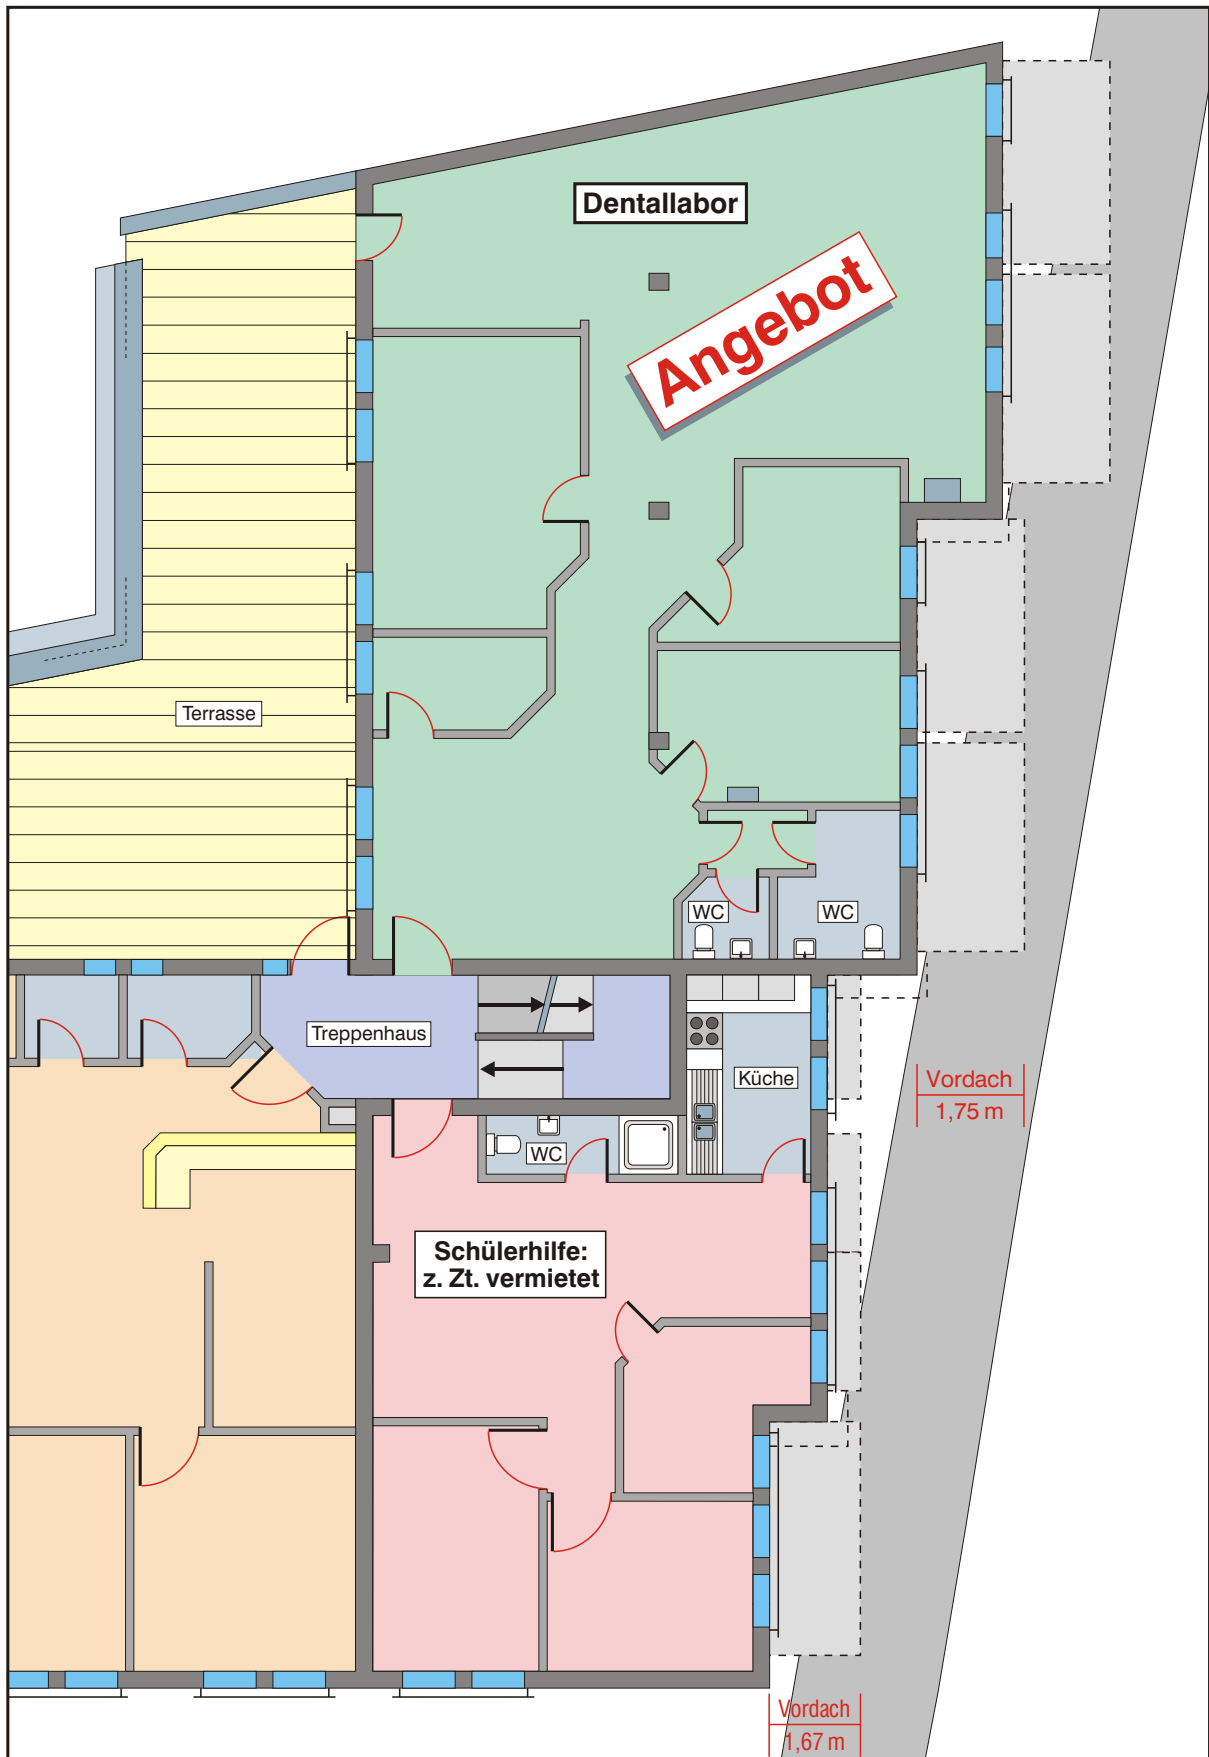 Dentallabor
Angebot
Terrasse
WC
WC
Treppenhaus
Küche
Vordach
1,75 m
WC
Schülerhilfe:
z. Zt. vermietet
Vordach
1,67 m